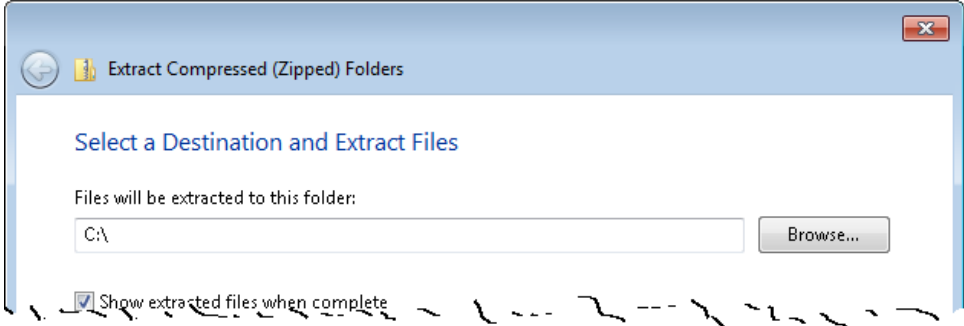 Extract Compressed (Zipped) Folders
Select a Destination and Extract Files
Files will be extracted to this folder:
C:\
Browse...
Show extracted files when complete